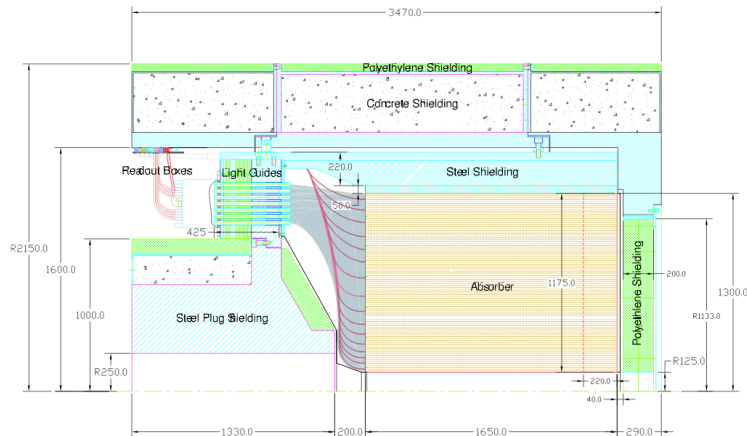 3470.0
Polyethylene Shielding
Concrete Shielding
Readout Boxes
Light Guides
220.0
Steel Shielding
50.0
425
R2150.0
1600.0
1000.0
200.0
1175.0
Absorber
Polyethlene Shielding
R1133.0
1300.0
Steel Plug Sielding
R250.0
R125.0
220.0
40.0
1330.0
200.0
1650.0
290.0